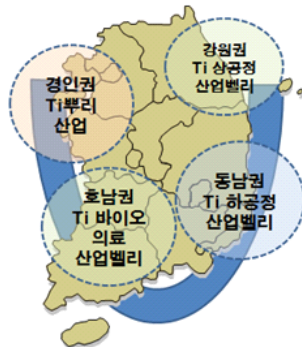 경인권
Ti뿌리
산업
강원권
Ti 상공정
산업벨리
호남권
Ti 바이오
의료
산업벨리
동남권
Ti 하공정
산업벨리